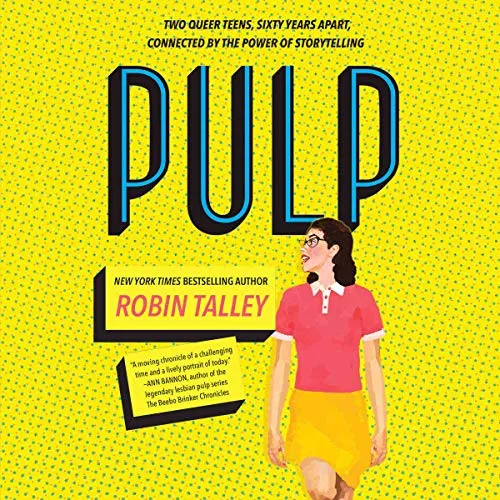 TWO QUEER TEENS, SIXTY YEARS APART,
CONNECTED BY THE POWER OF STORYTELLING
PULP
NEW YORK TIMES BESTSELLING AUTHOR
ROBIN TALLEY
"A moving chronicle of a challenging
time and a lively portrait of today."
–ANN BANNON, author of the
legendary lesbian pulp series
The Beebo Brinker Chronicles